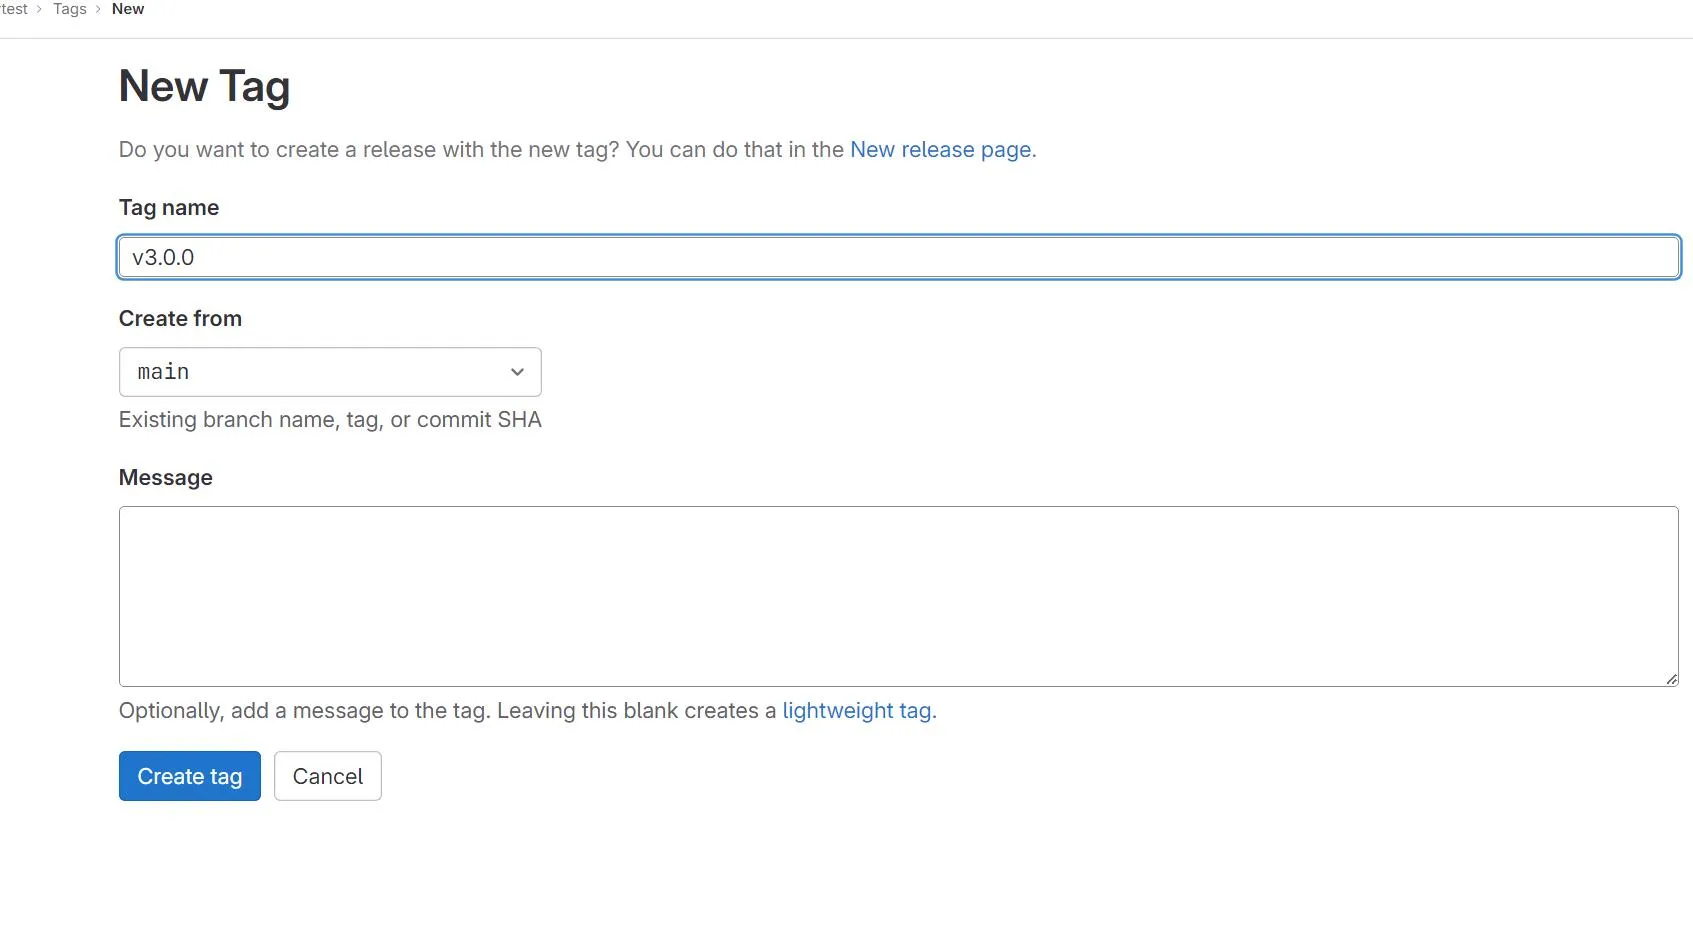 test > Tags > New
New Tag
Do you want to create a release with the new tag? You can do that in the New release page.
Tag name
v3.0.0
Create from
main
Existing branch name, tag, or commit SHA
Message
Optionally, add a message to the tag. Leaving this blank creates a lightweight tag.
Create tag Cancel